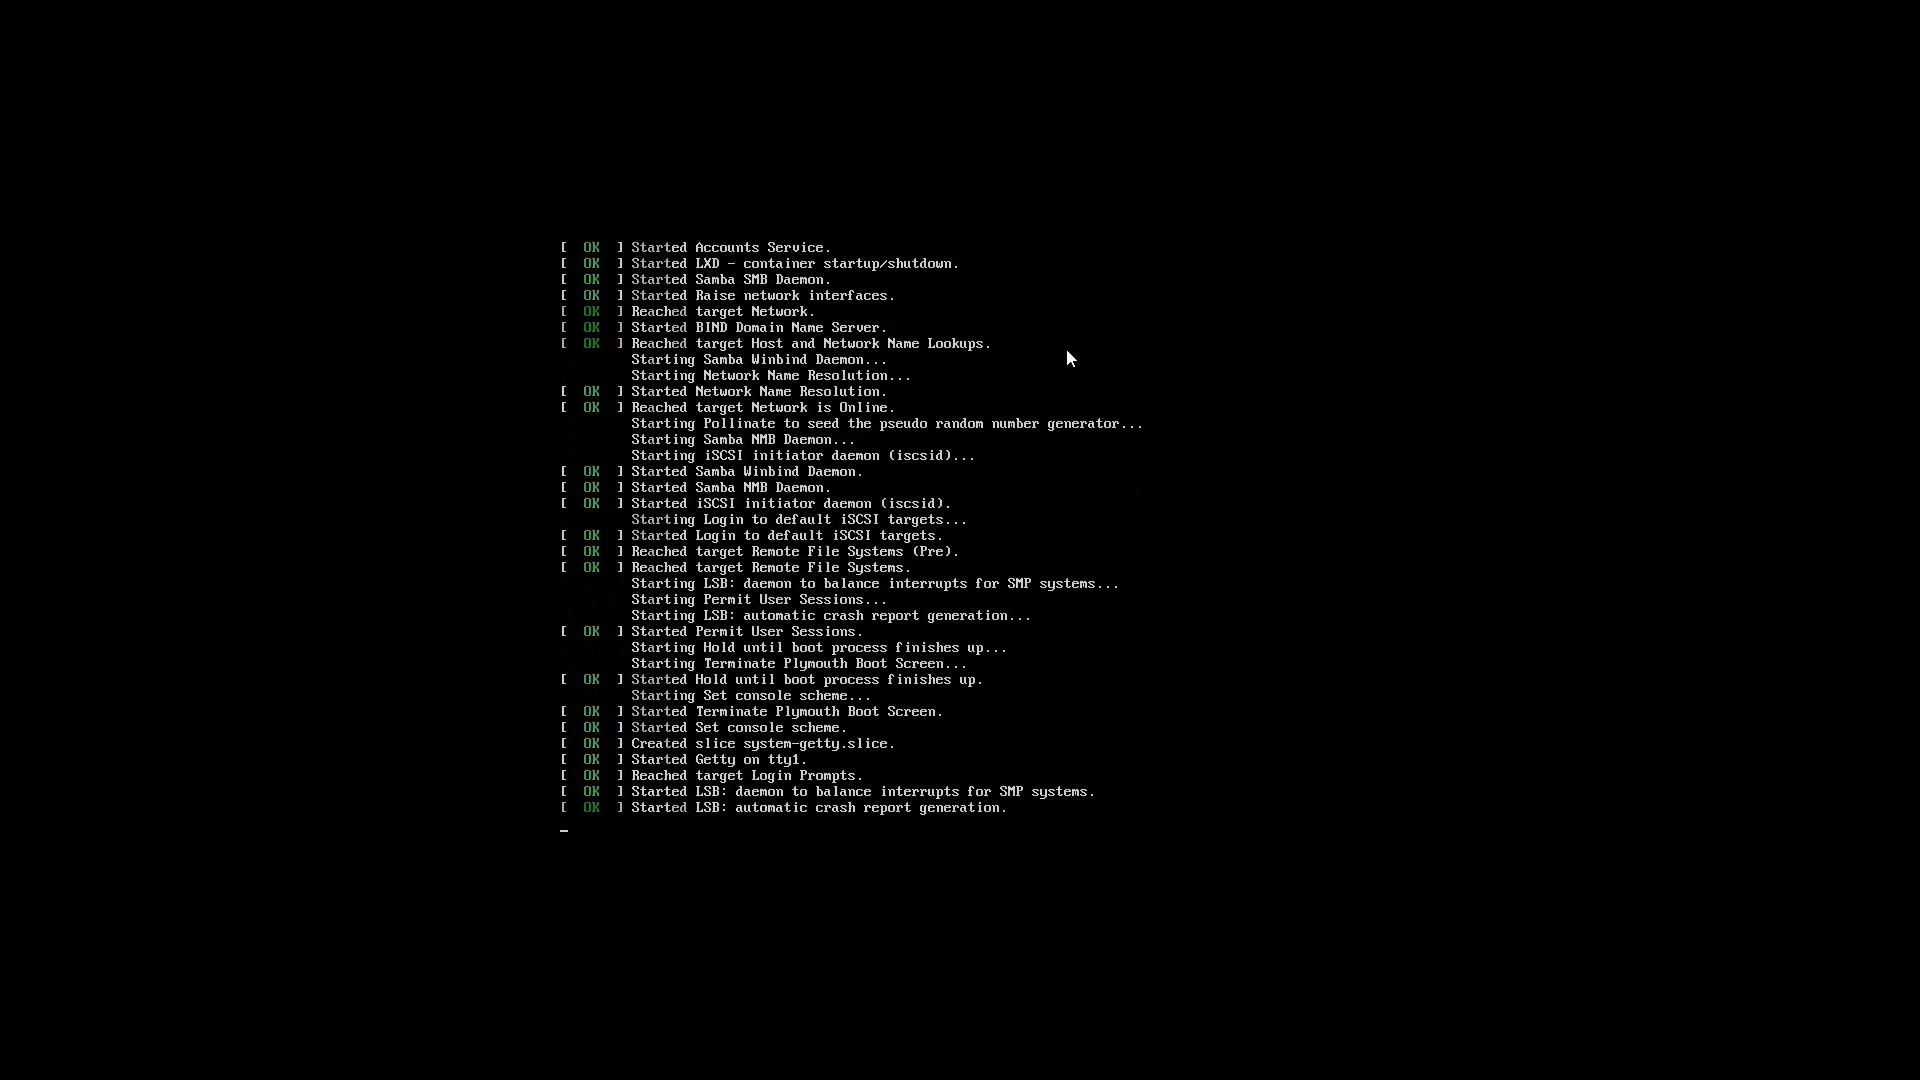 [  OK  ] Started Accounts Service.
[  OK  ] Started LXD - container startup/shutdown.
[  OK  ] Started Samba SMB Daemon.
[  OK  ] Started Raise network interfaces.
[  OK  ] Reached target Network.
[  OK  ] Started BIND Domain Name Server.
[  OK  ] Reached target Host and Network Name Lookups.
Starting Samba Winbind Daemon...
Starting Network Name Resolution...
[  OK  ] Started Network Name Resolution.
[  OK  ] Reached target Network is Online.
Starting Pollinate to seed the pseudo random number generator...
Starting Samba NMB Daemon...
Starting iSCSI initiator daemon (iscsid)...
[  OK  ] Started Samba Winbind Daemon.
[  OK  ] Started Samba NMB Daemon.
[  OK  ] Started iSCSI initiator daemon (iscsid).
Starting Login to default iSCSI targets...
[  OK  ] Started Login to default iSCSI targets.
[  OK  ] Reached target Remote File Systems (Pre).
[  OK  ] Reached target Remote File Systems.
Starting LSB: daemon to balance interrupts for SMP systems...
Starting Permit User Sessions...
Starting LSB: automatic crash report generation...
[  OK  ] Started Permit User Sessions.
Starting Hold until boot process finishes up...
Starting Terminate Plymouth Boot Screen...
[  OK  ] Started Hold until boot process finishes up.
Starting Set console scheme...
[  OK  ] Started Terminate Plymouth Boot Screen.
[  OK  ] Started Set console scheme.
[  OK  ] Created slice system-getty.slice.
[  OK  ] Started Getty on tty1.
[  OK  ] Reached target Login Prompts.
[  OK  ] Started LSB: daemon to balance interrupts for SMP systems.
[  OK  ] Started LSB: automatic crash report generation.